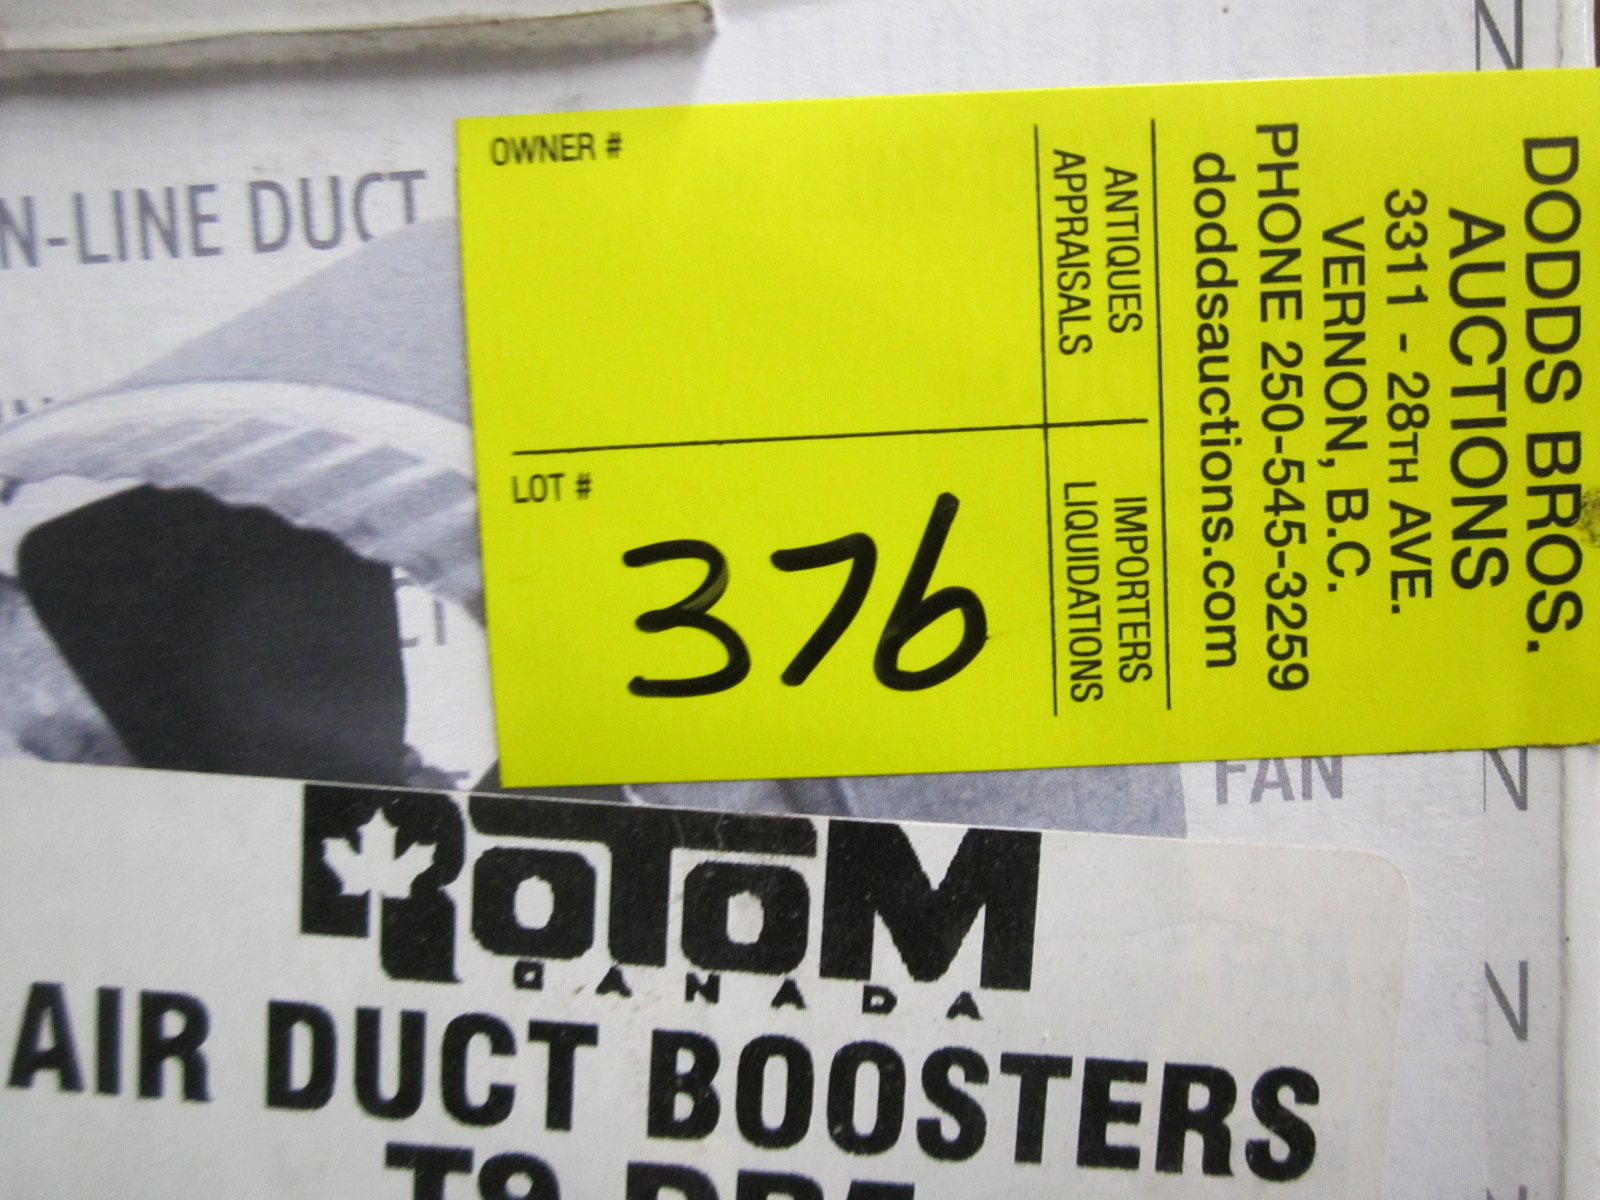 N-LINE DUCT
OWNER #
LOT #
376
DODDS BROS.
AUCTIONS
3311 - 28TH AVE.
VERNON, B.C.
PHONE 250-545-3259
doddsauctions.com
ANTIQUES
APPRAISALS
IMPORTERS
LIQUIDATIONS
FAN
ROTOM
CANADA
AIR DUCT BOOSTERS